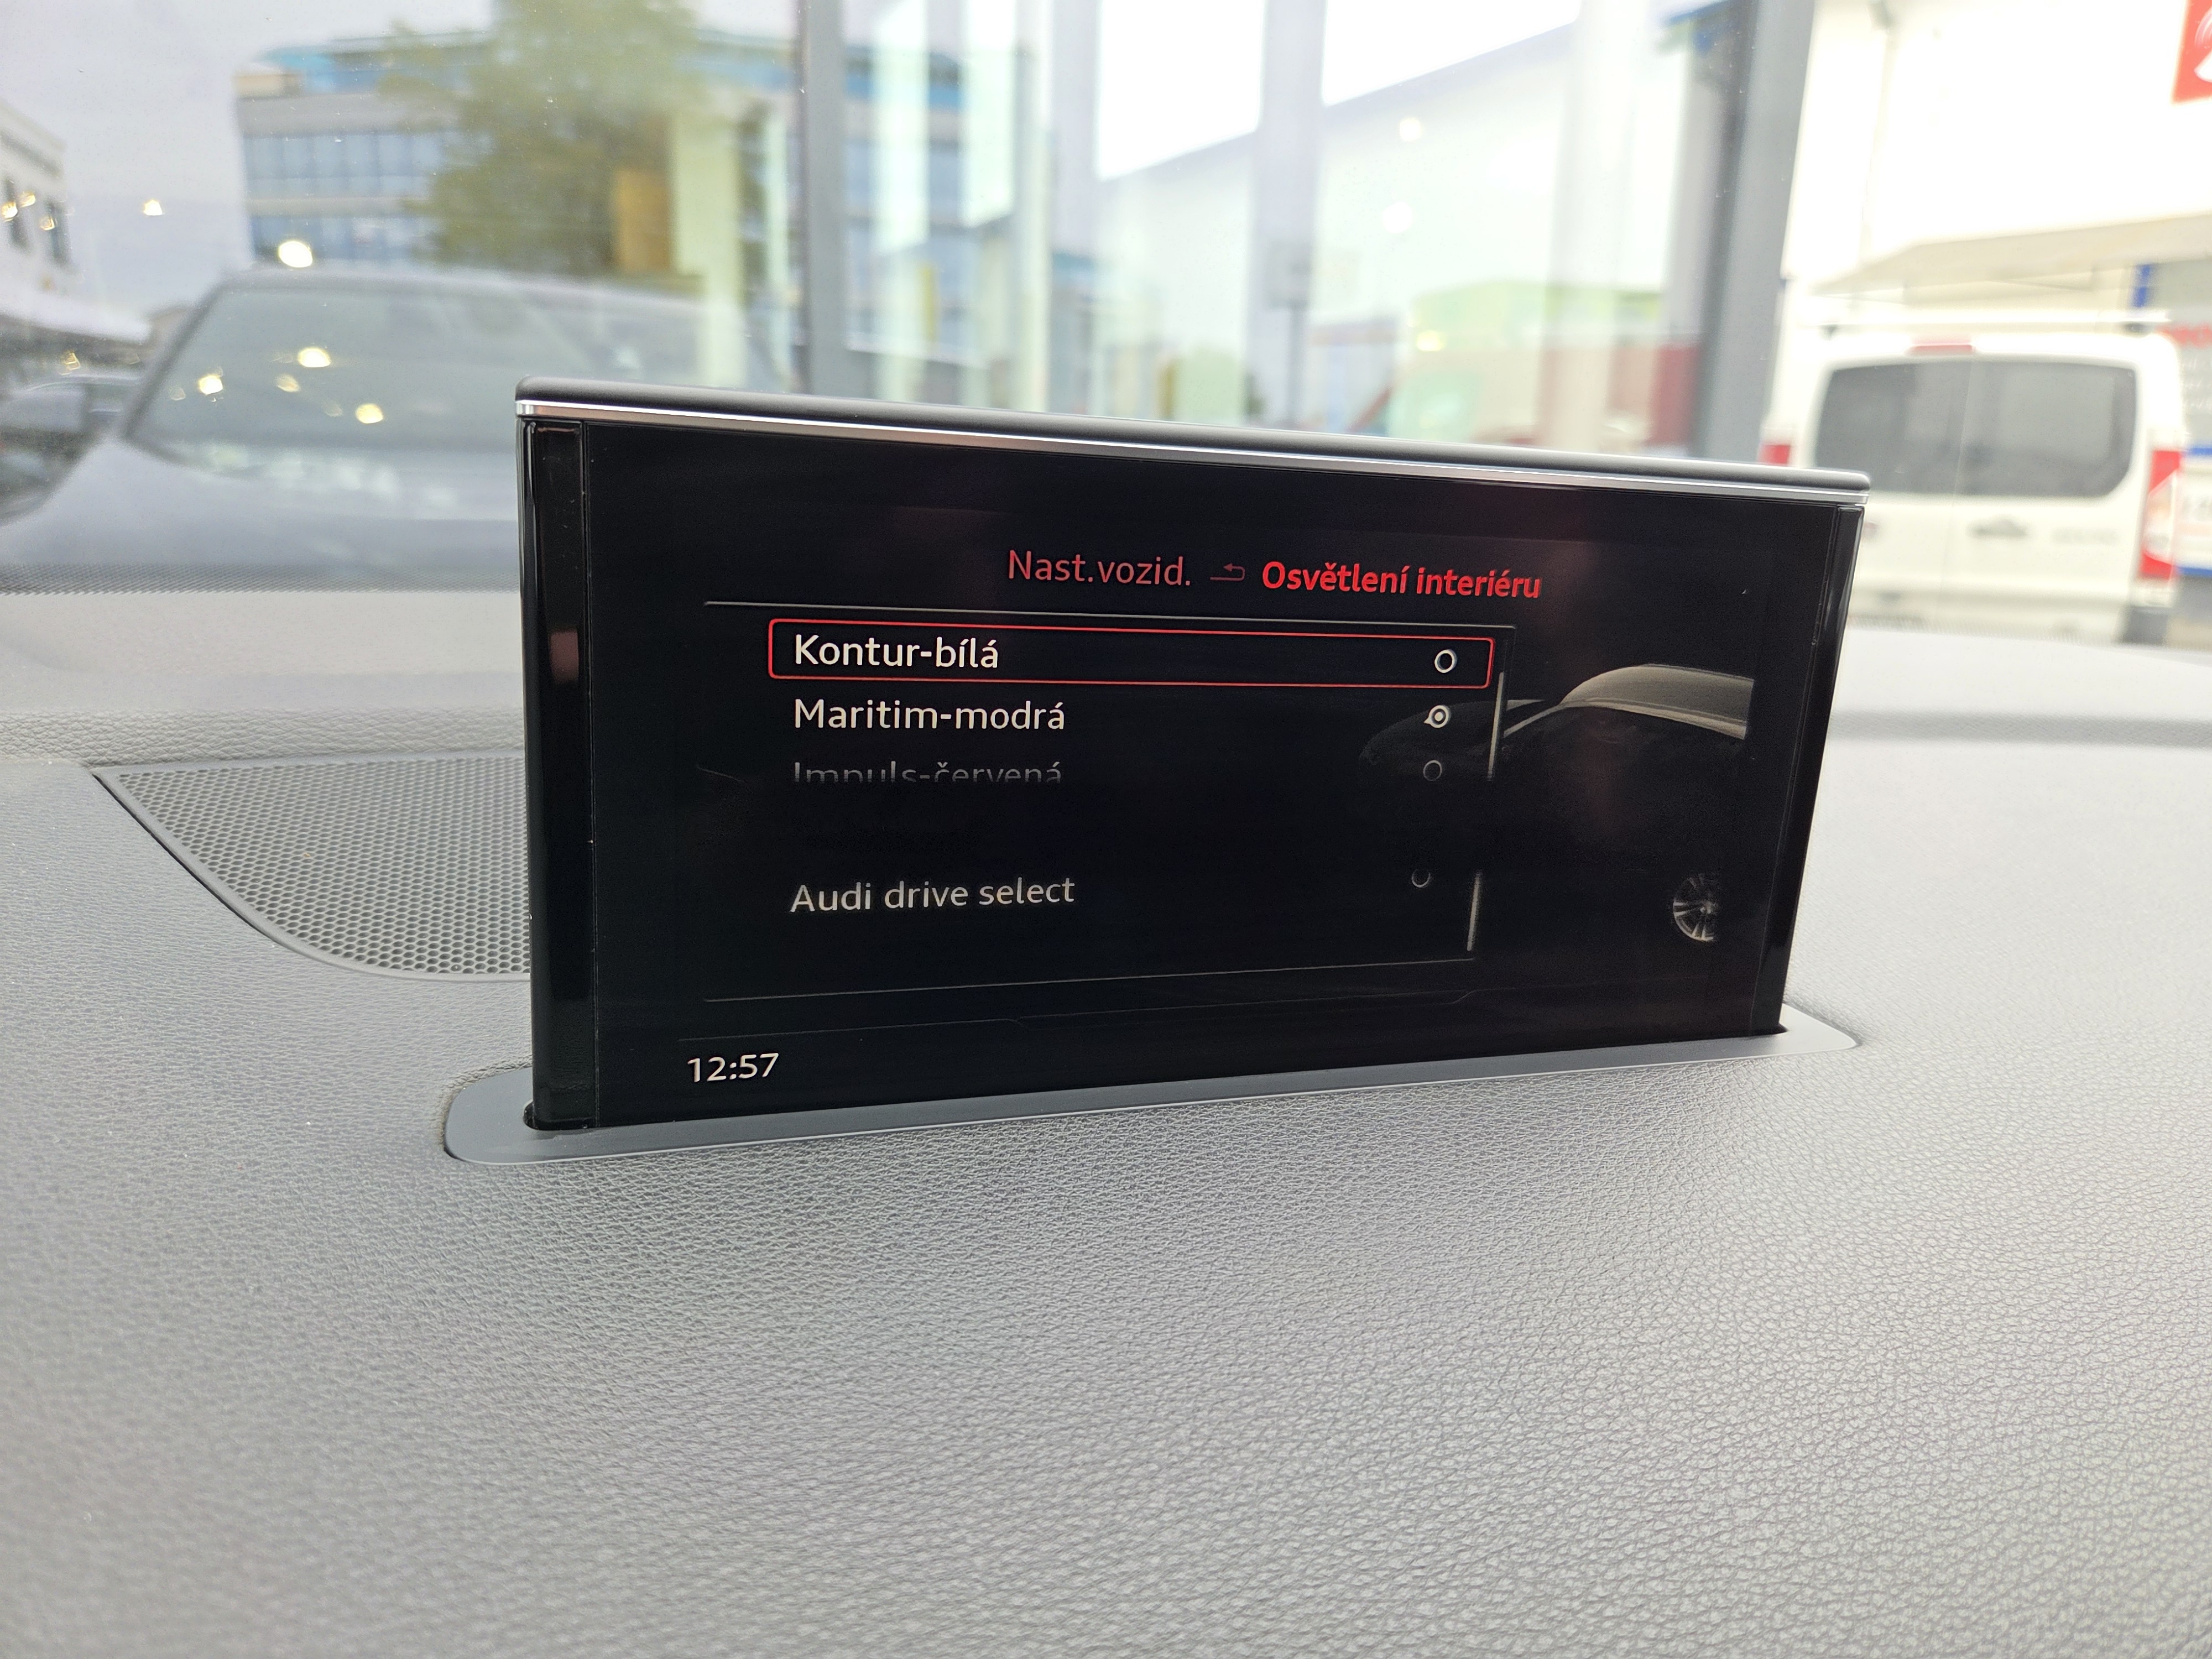 Nast.vozid. Osvětlení interiéru
Kontur-bílá
Maritim-modrá
Impuls-červená
Audi drive select
12:57